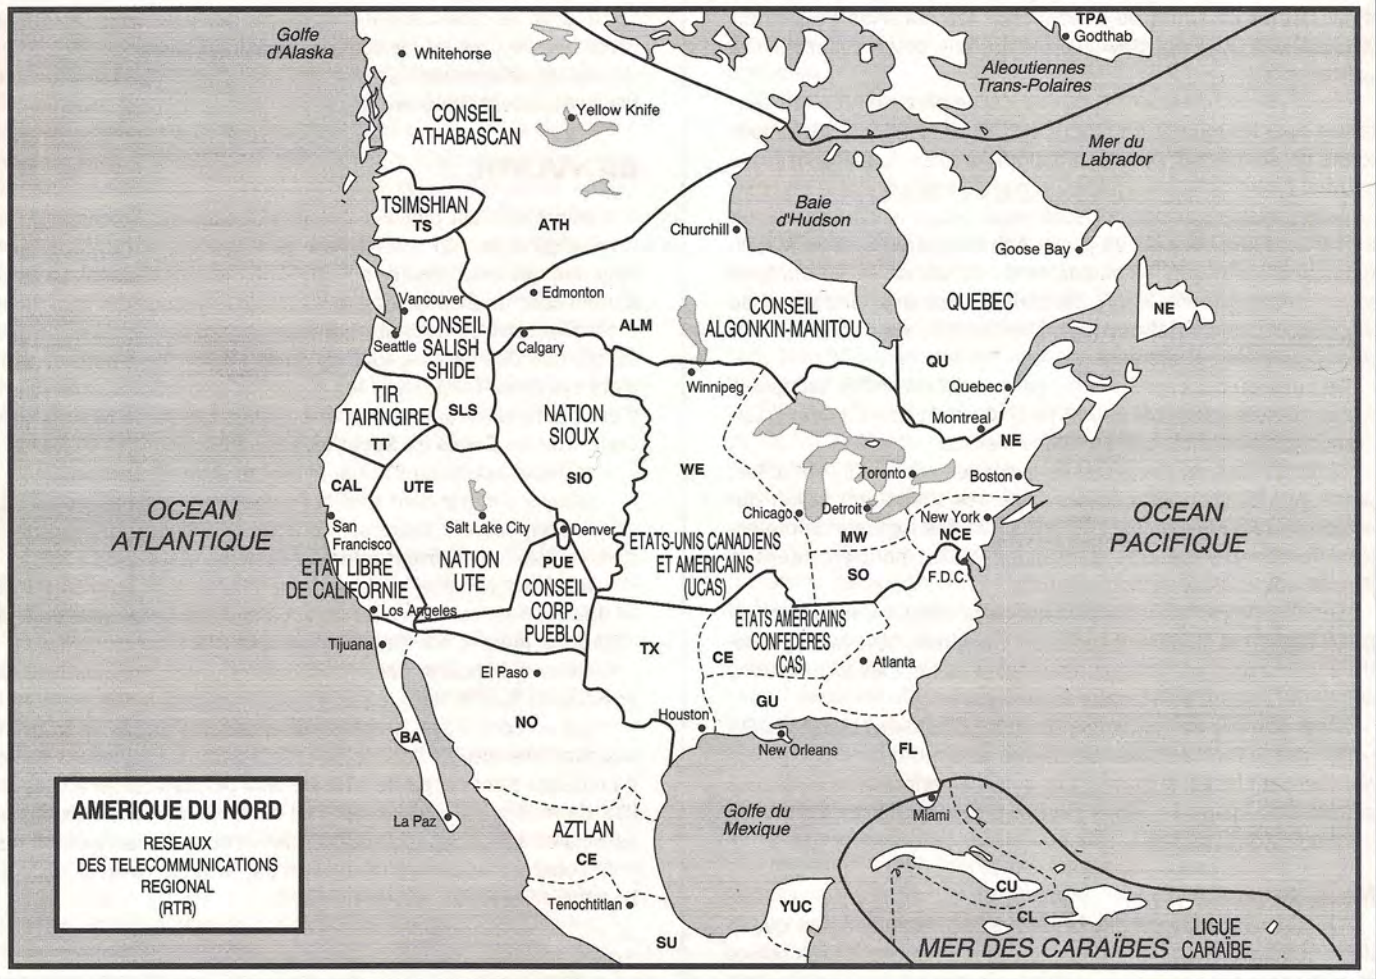 TPA
Godthab
Golfe
d'Alaska
Whitehorse
Aleoutiennes
Trans-Polaires
CONSEIL
ATHABASCAN
Yellow Knife
Mer du
Labrador
TSIMSHIAN
TS
ATH
Churchill
Baie
d'Hudson
Goose Bay
Vancouver
Edmonton
CONSEIL
ALGONKIN-MANITOU
QUEBEC
NE
ALM
Seattle
CONSEIL
SALISH
SHIDE
Calgary
QU
Winnipeg
Quebec
TIR
TAIRNGIRE
SLS
NATION
SIOUX
Montreal
NE
TT
CAL
UTE
SIO
WE
Toronto
Boston
OCEAN
ATLANTIQUE
San
Francisco
Salt Lake City
Denver
Chicago
Detroit
New York
NCE
OCEAN
PACIFIQUE
ETATS-UNIS CANADIENS
ET AMERICAINS
(UCAS)
MW
SO
F.D.C.
ETAT LIBRE
DE CALIFORNIE
NATION
UTE
PUE
CONSEIL
CORP.
PUEBLO
Los Angeles
Tijuana
TX
ETATS AMERICAINS
CONFEDERES
(CAS)
CE
Atlanta
El Paso
GU
NO
Houston
New Orleans
BA
FL
AMERIQUE DU NORD
RESEAUX
DES TELECOMMUNICATIONS
REGIONAL
(RTR)
La Paz
AZTLAN
CE
Golfe du
Mexique
Miami
Tenochtitlan
SU
YUC
CU
CL
MER DES CARAÏBES
LIGUE
CARAÏBE